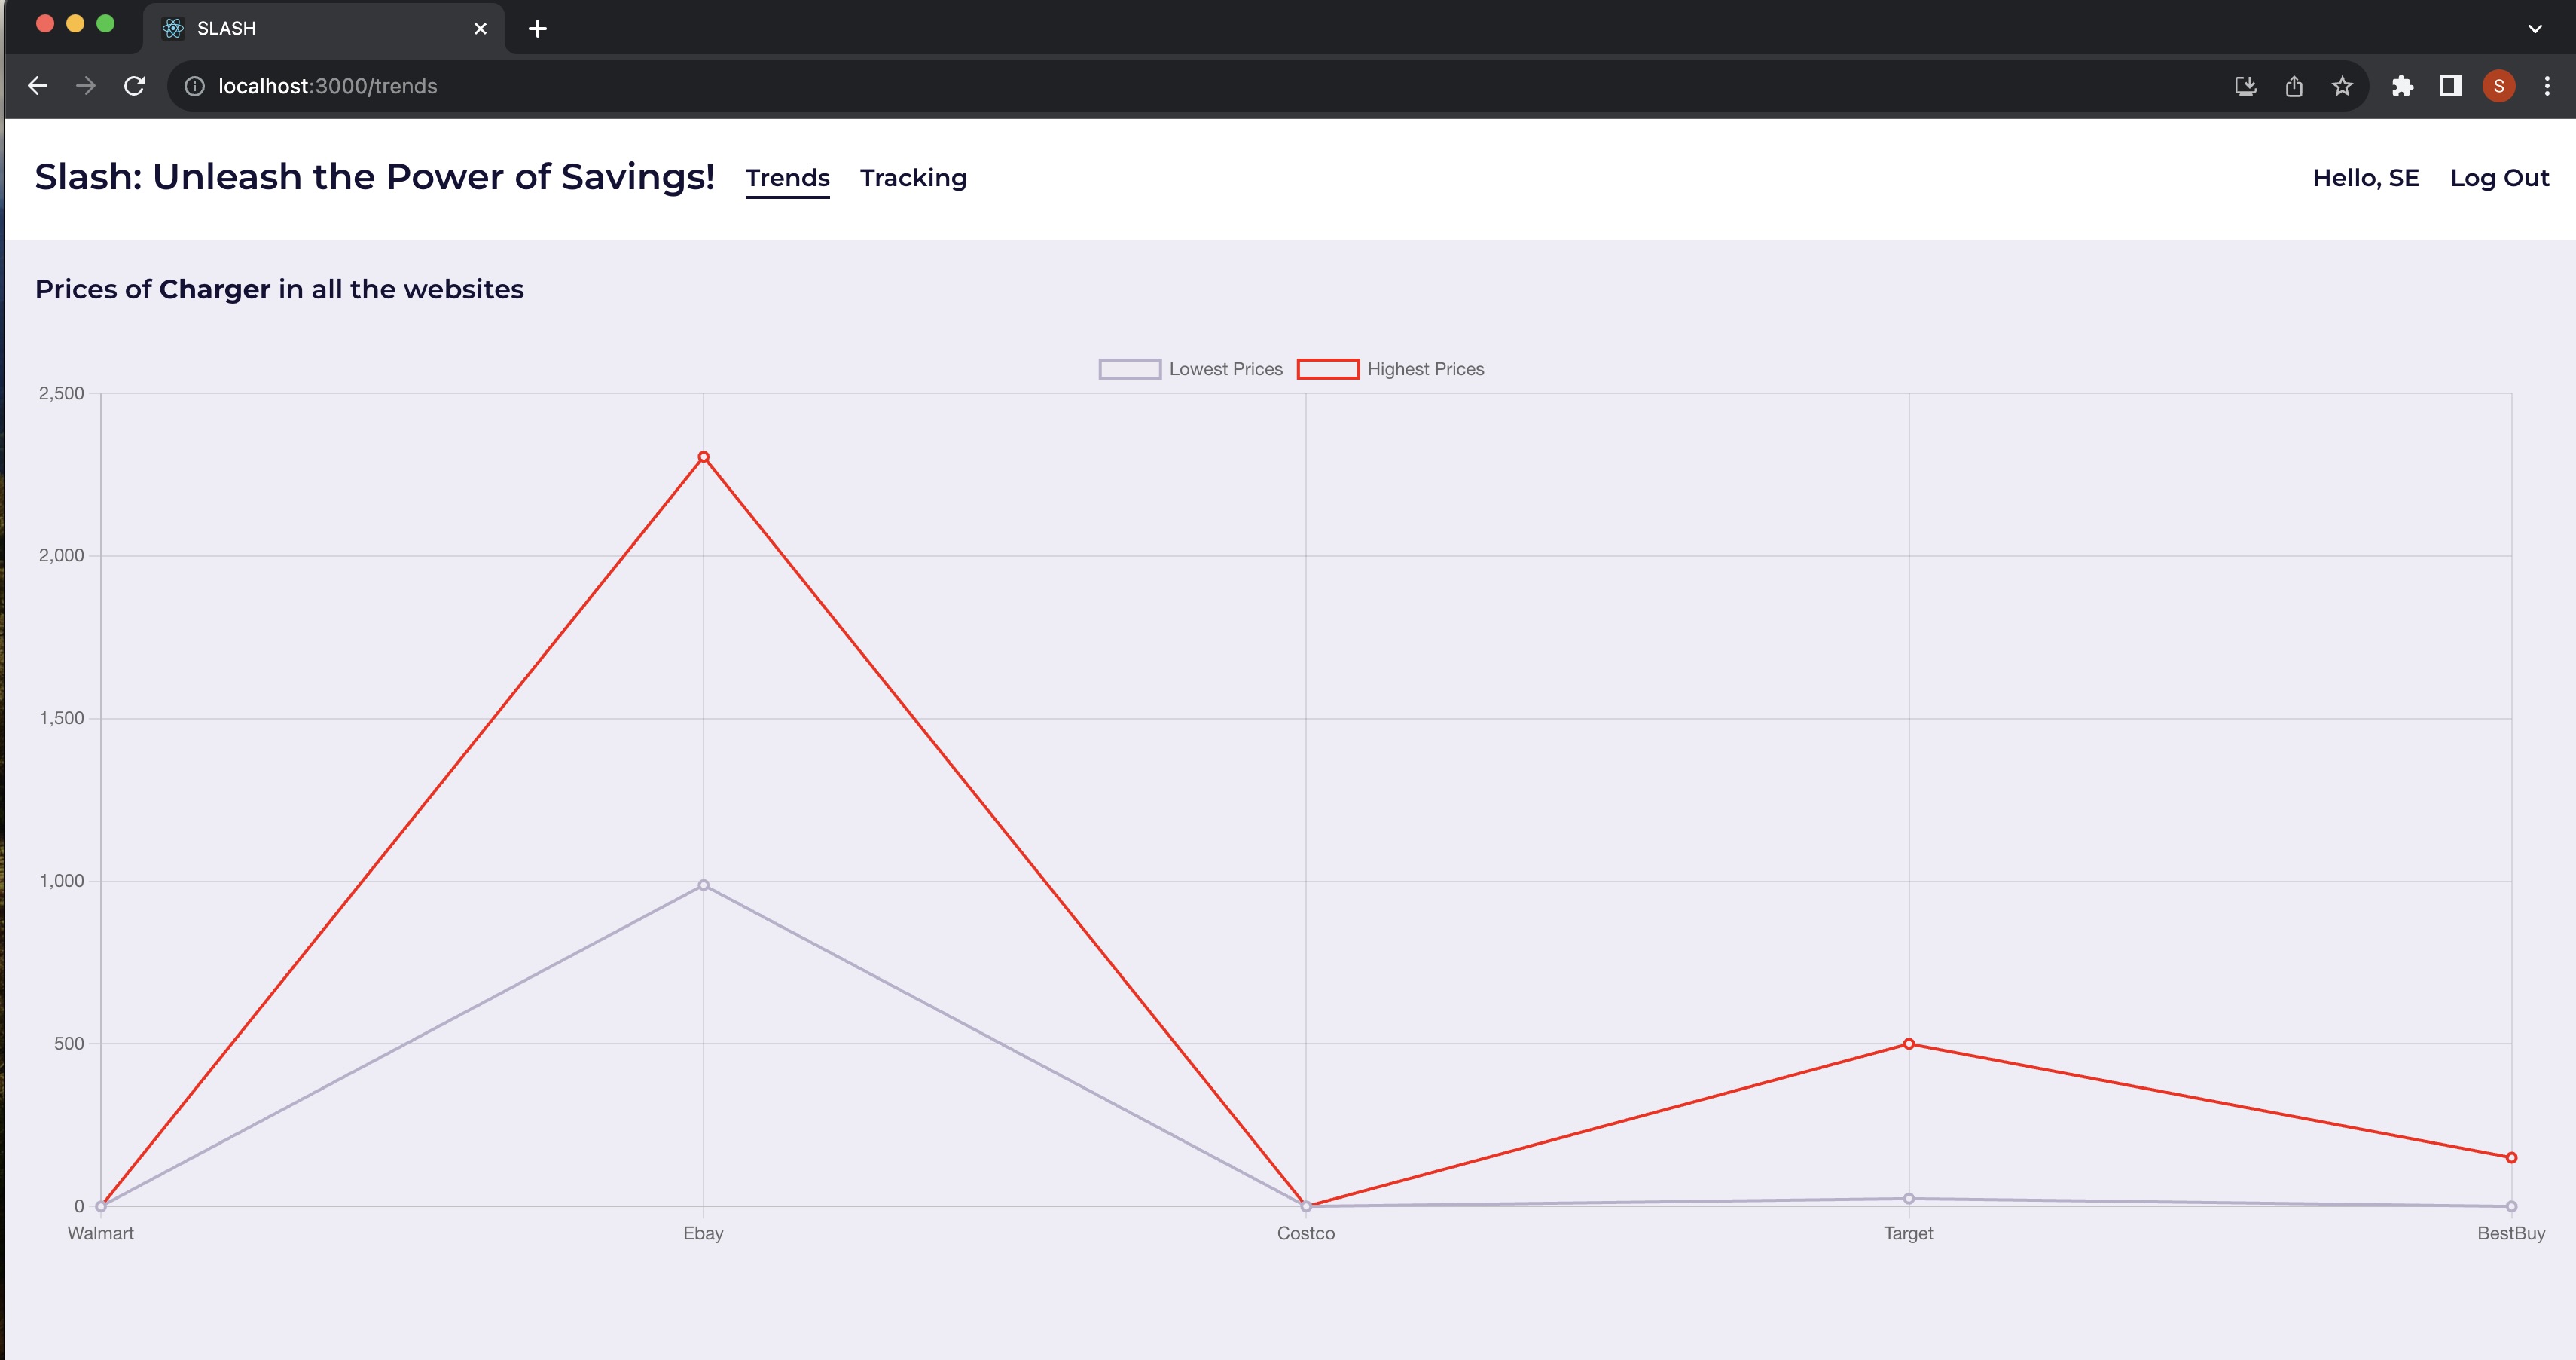 SLASH
localhost:3000/trends
S
Slash: Unleash the Power of Savings! Trends Tracking Hello, SE Log Out
Prices of Charger in all the websites
Lowest Prices Highest Prices
2,500
2,000
1,500
1,000
500
0
Walmart Ebay Costco Target BestBuy